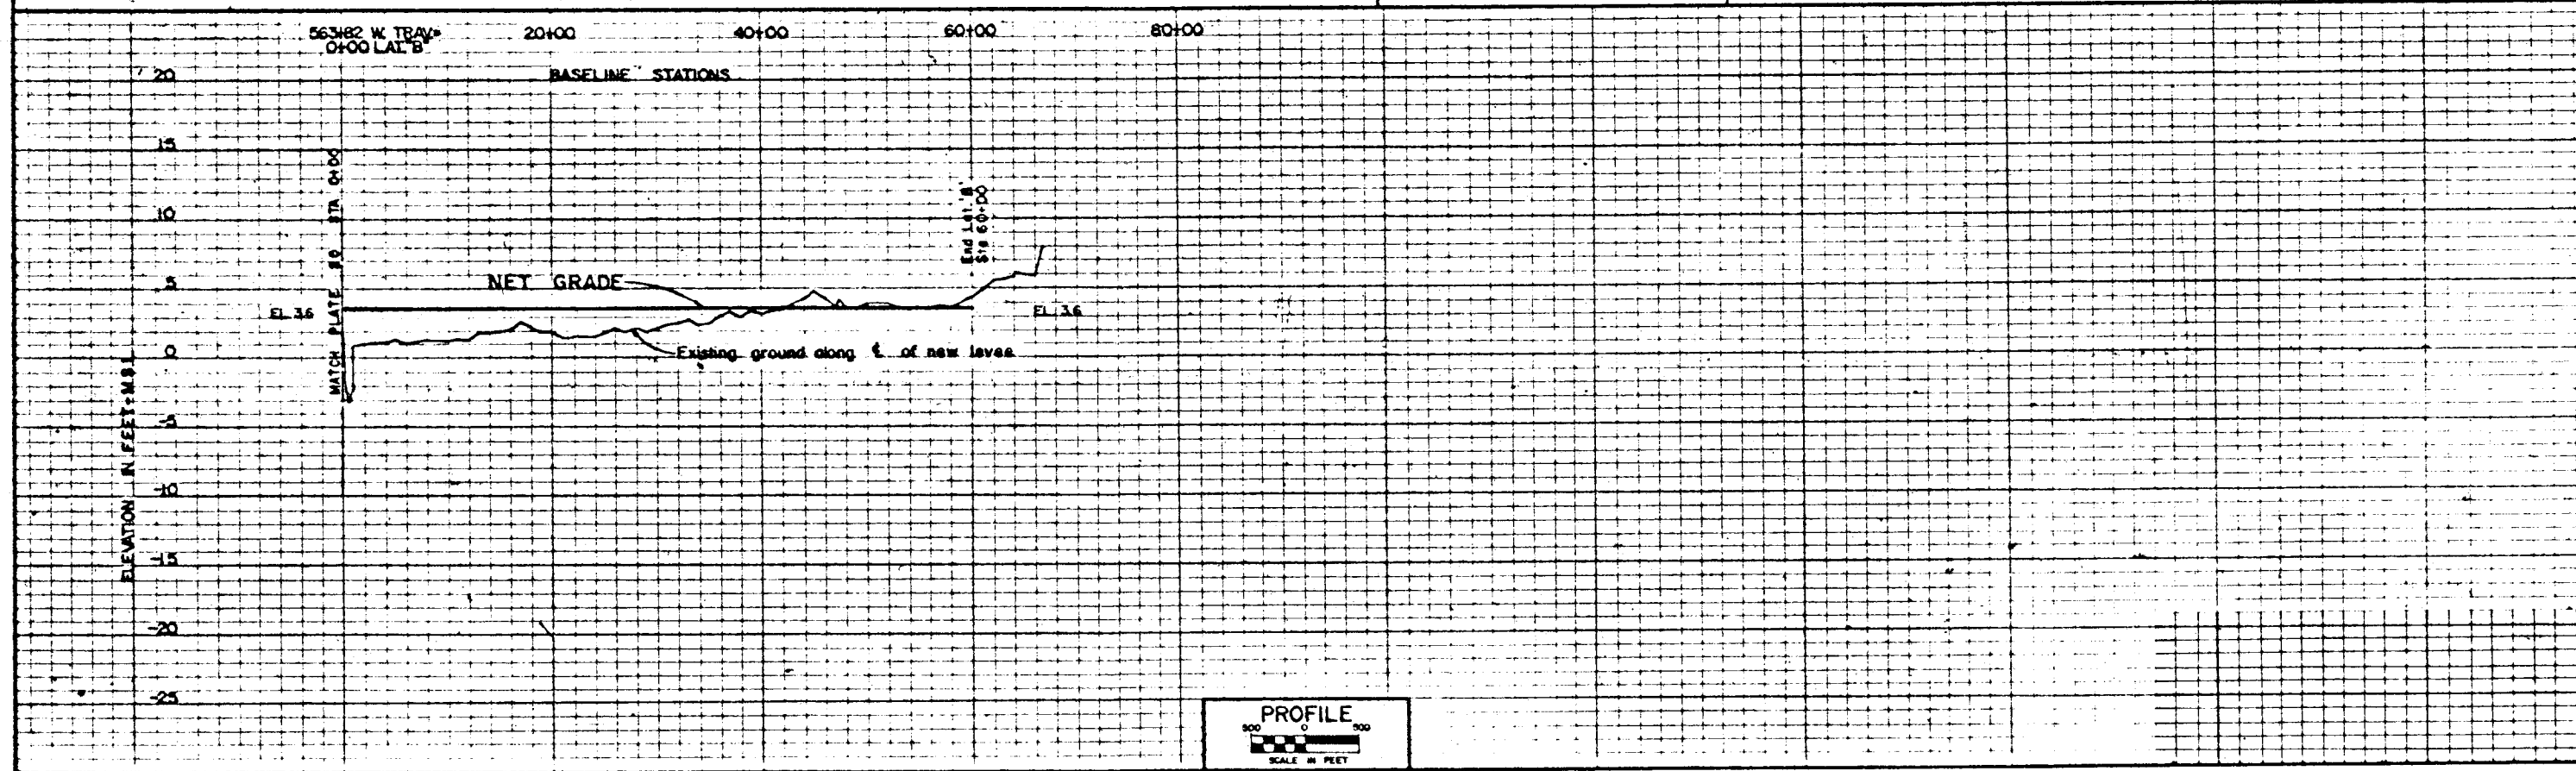 563+82 W. TRAV=
0+00 LAT. "B"
20+00
40+00
60+00
80+00
BASELINE STATIONS
20
15
10
5
0
-5
-10
-15
-20
-25
ELEVATION IN FEET-M.S.L.
MATCH PLATE STA 0+00
End Lat. "B"
Sta 60+00
NET GRADE
EL. 3.6
EL. 3.6
Existing ground along ℄ of new levee
PROFILE
500 0 500
SCALE IN FEET